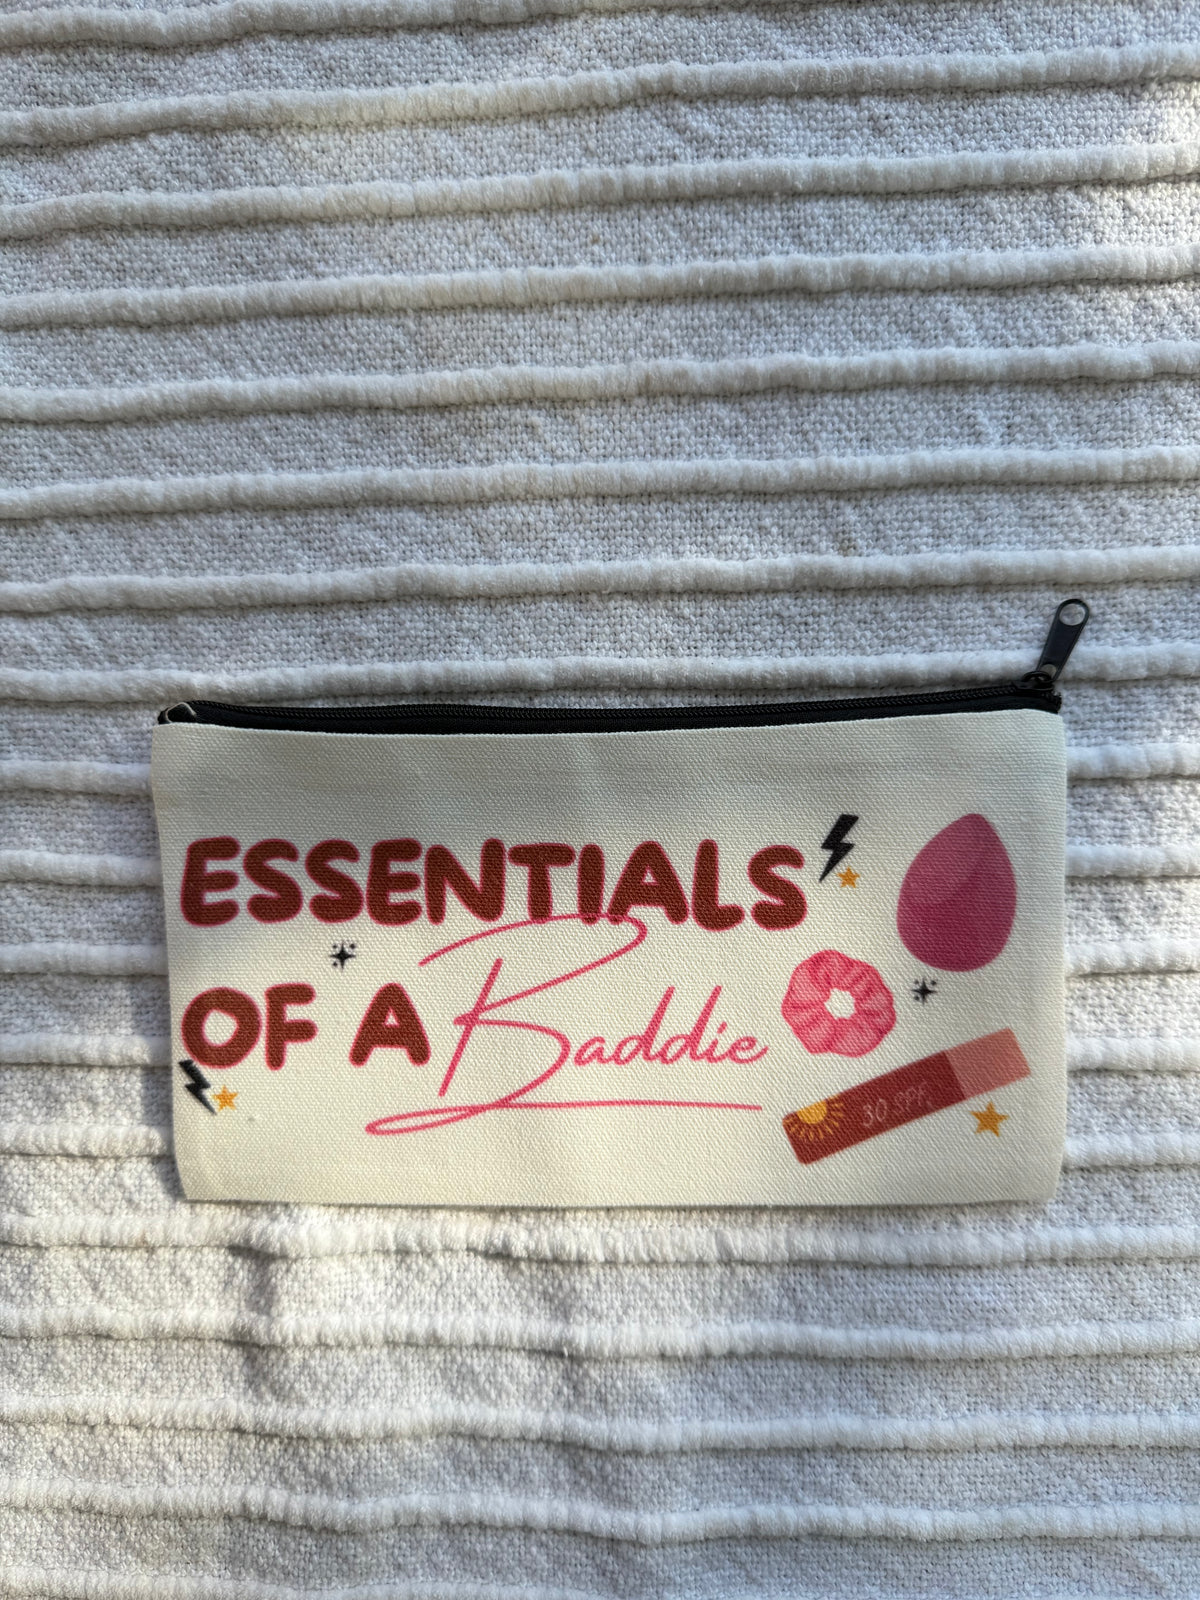 ESSENTIALS
OF A Baddie
30 SPF